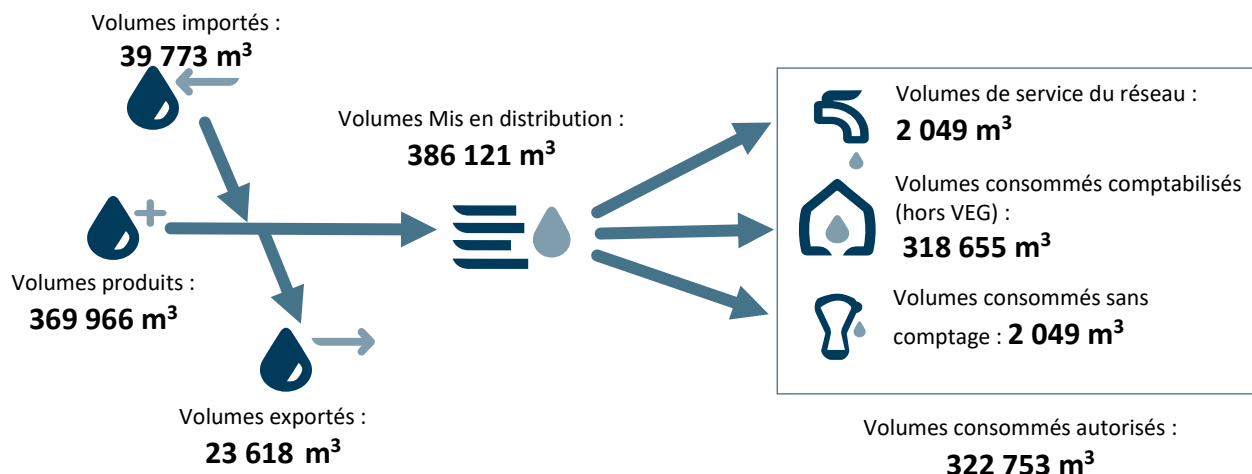 Volumes importés :
39 773 m³
Volumes produits :
369 966 m³
Volumes exportés :
23 618 m³
Volumes Mis en distribution :
386 121 m³
Volumes de service du réseau :
2 049 m³
Volumes consommés comptabilisés
(hors VEG) :
318 655 m³
Volumes consommés sans
comptage : 2 049 m³
Volumes consommés autorisés :
322 753 m³